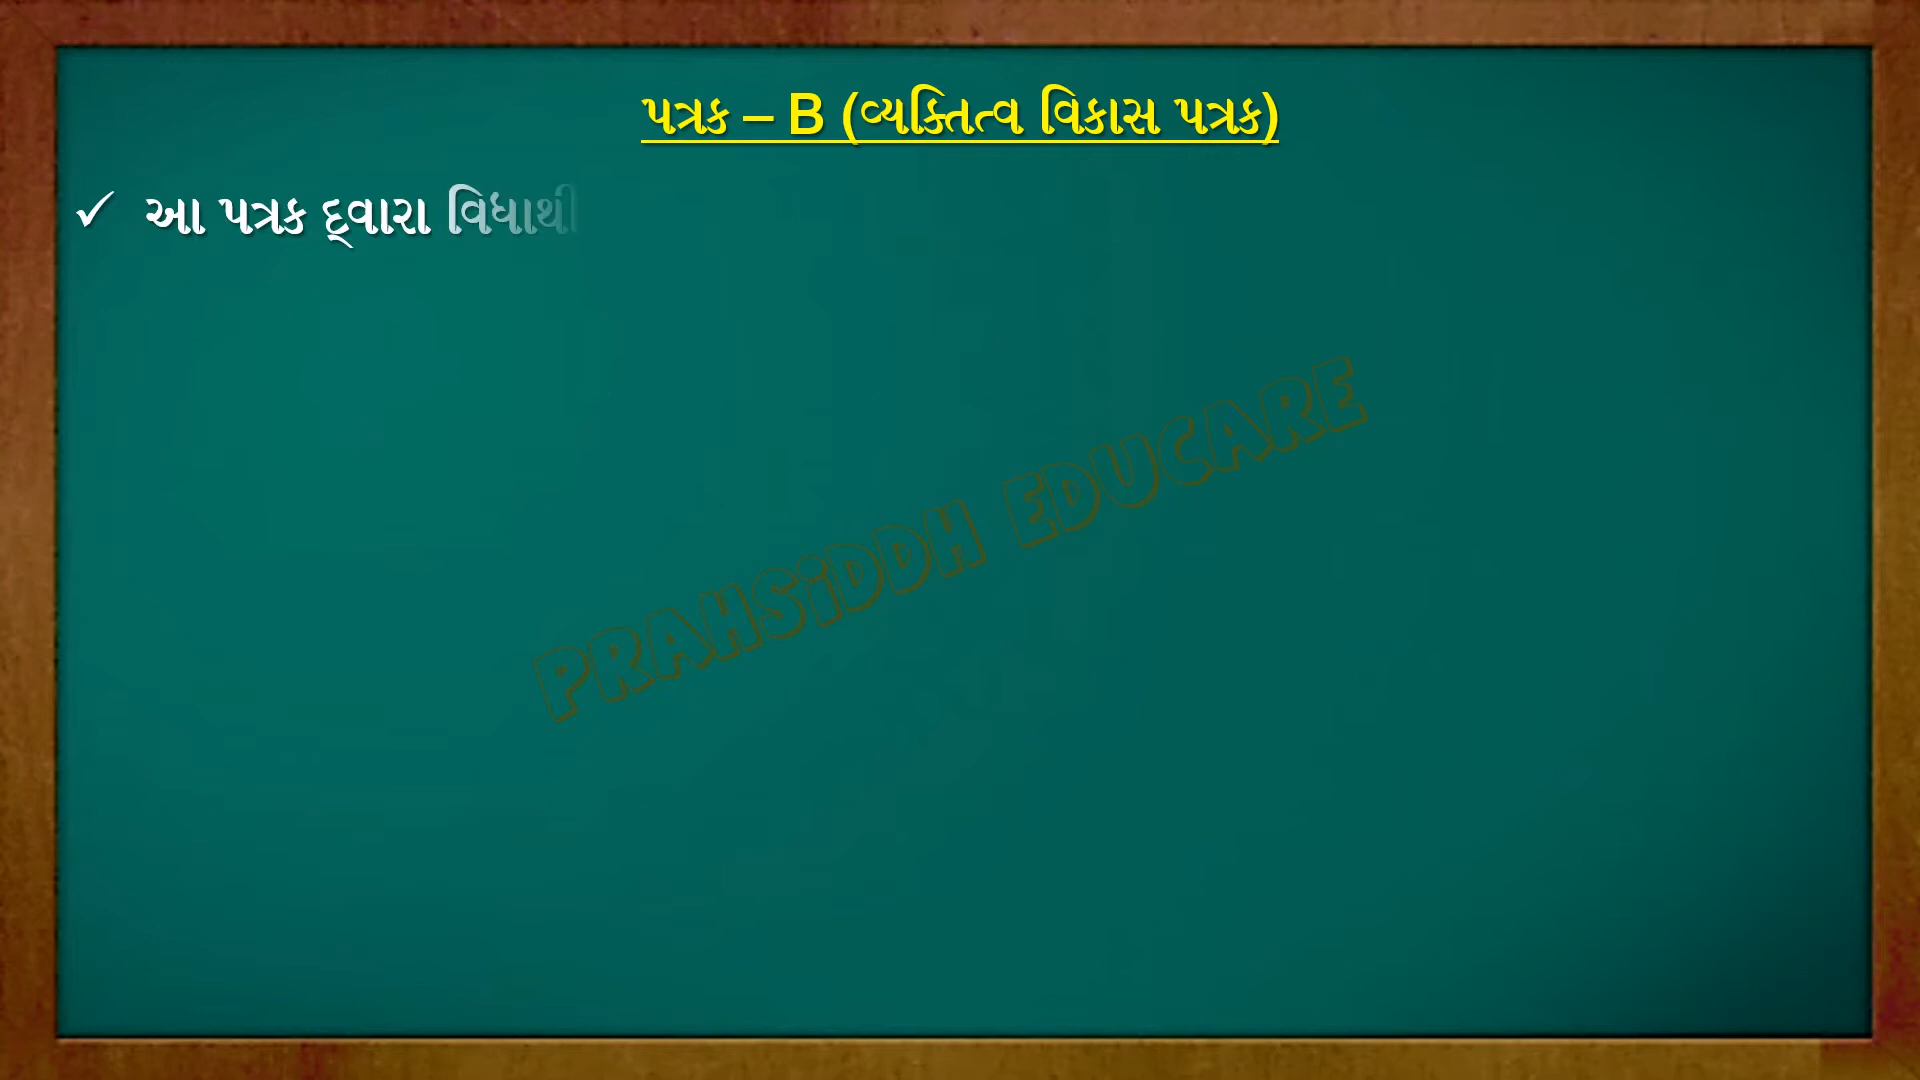 પત્રક – B (વ્યક્તિત્વ વિકાસ પત્રક)
✓ આ પત્રક દ્વારા
PRAHSIDDH EDUCARE